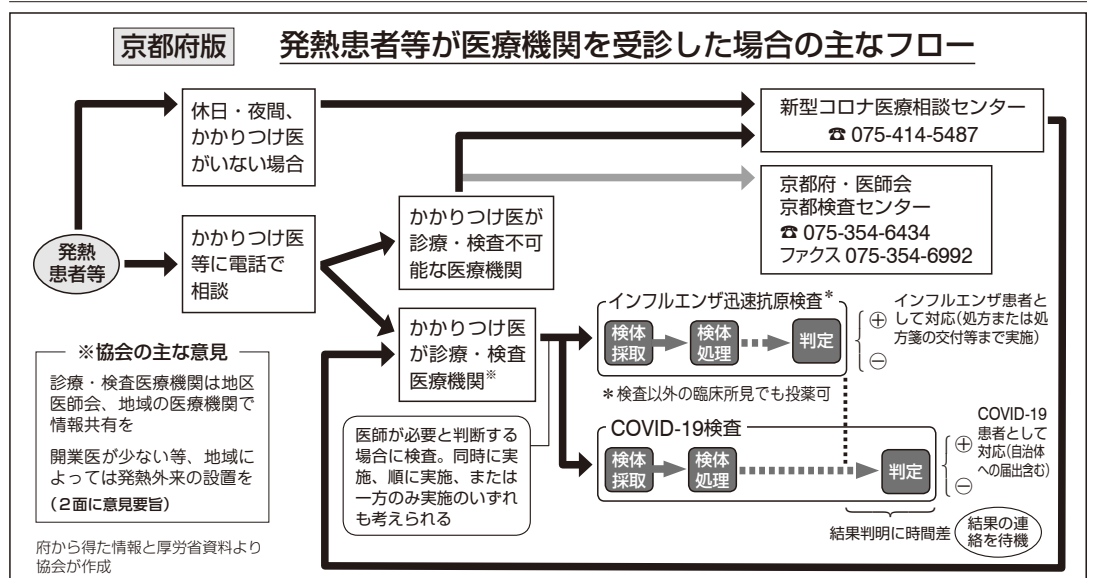 京都府版
発熱患者等が医療機関を受診した場合の主なフロー
休日・夜間、
かかりつけ医
がいない場合
新型コロナ医療相談センター
☎ 075-414-5487
京都府・医師会
京都検査センター
☎ 075-354-6434
ファクス 075-354-6992
発熱
患者等
かかりつけ医
等に電話で
相談
かかりつけ医が
診療・検査不可
能な医療機関
かかりつけ医
が診療・検査
医療機関※
インフルエンザ迅速抗原検査*
検体
採取
検体
処理
判定
⊕
⊖
インフルエンザ患者と
して対応(処方または処
方箋の交付等まで実施)
*検査以外の臨床所見でも投薬可
COVID-19検査
検体
採取
検体
処理
判定
⊕
⊖
COVID-19
患者として
対応(自治体
への届出含む)
結果判明に時間差
結果の連
絡を待機
医師が必要と判断する
場合に検査。同時に実
施、順に実施、または
一方のみ実施のいずれ
も考えられる
※協会の主な意見
診療・検査医療機関は地区
医師会、地域の医療機関で
情報共有を
開業医が少ない等、地域に
よっては発熱外来の設置を
(2面に意見要旨)
府から得た情報と厚労省資料より
協会が作成